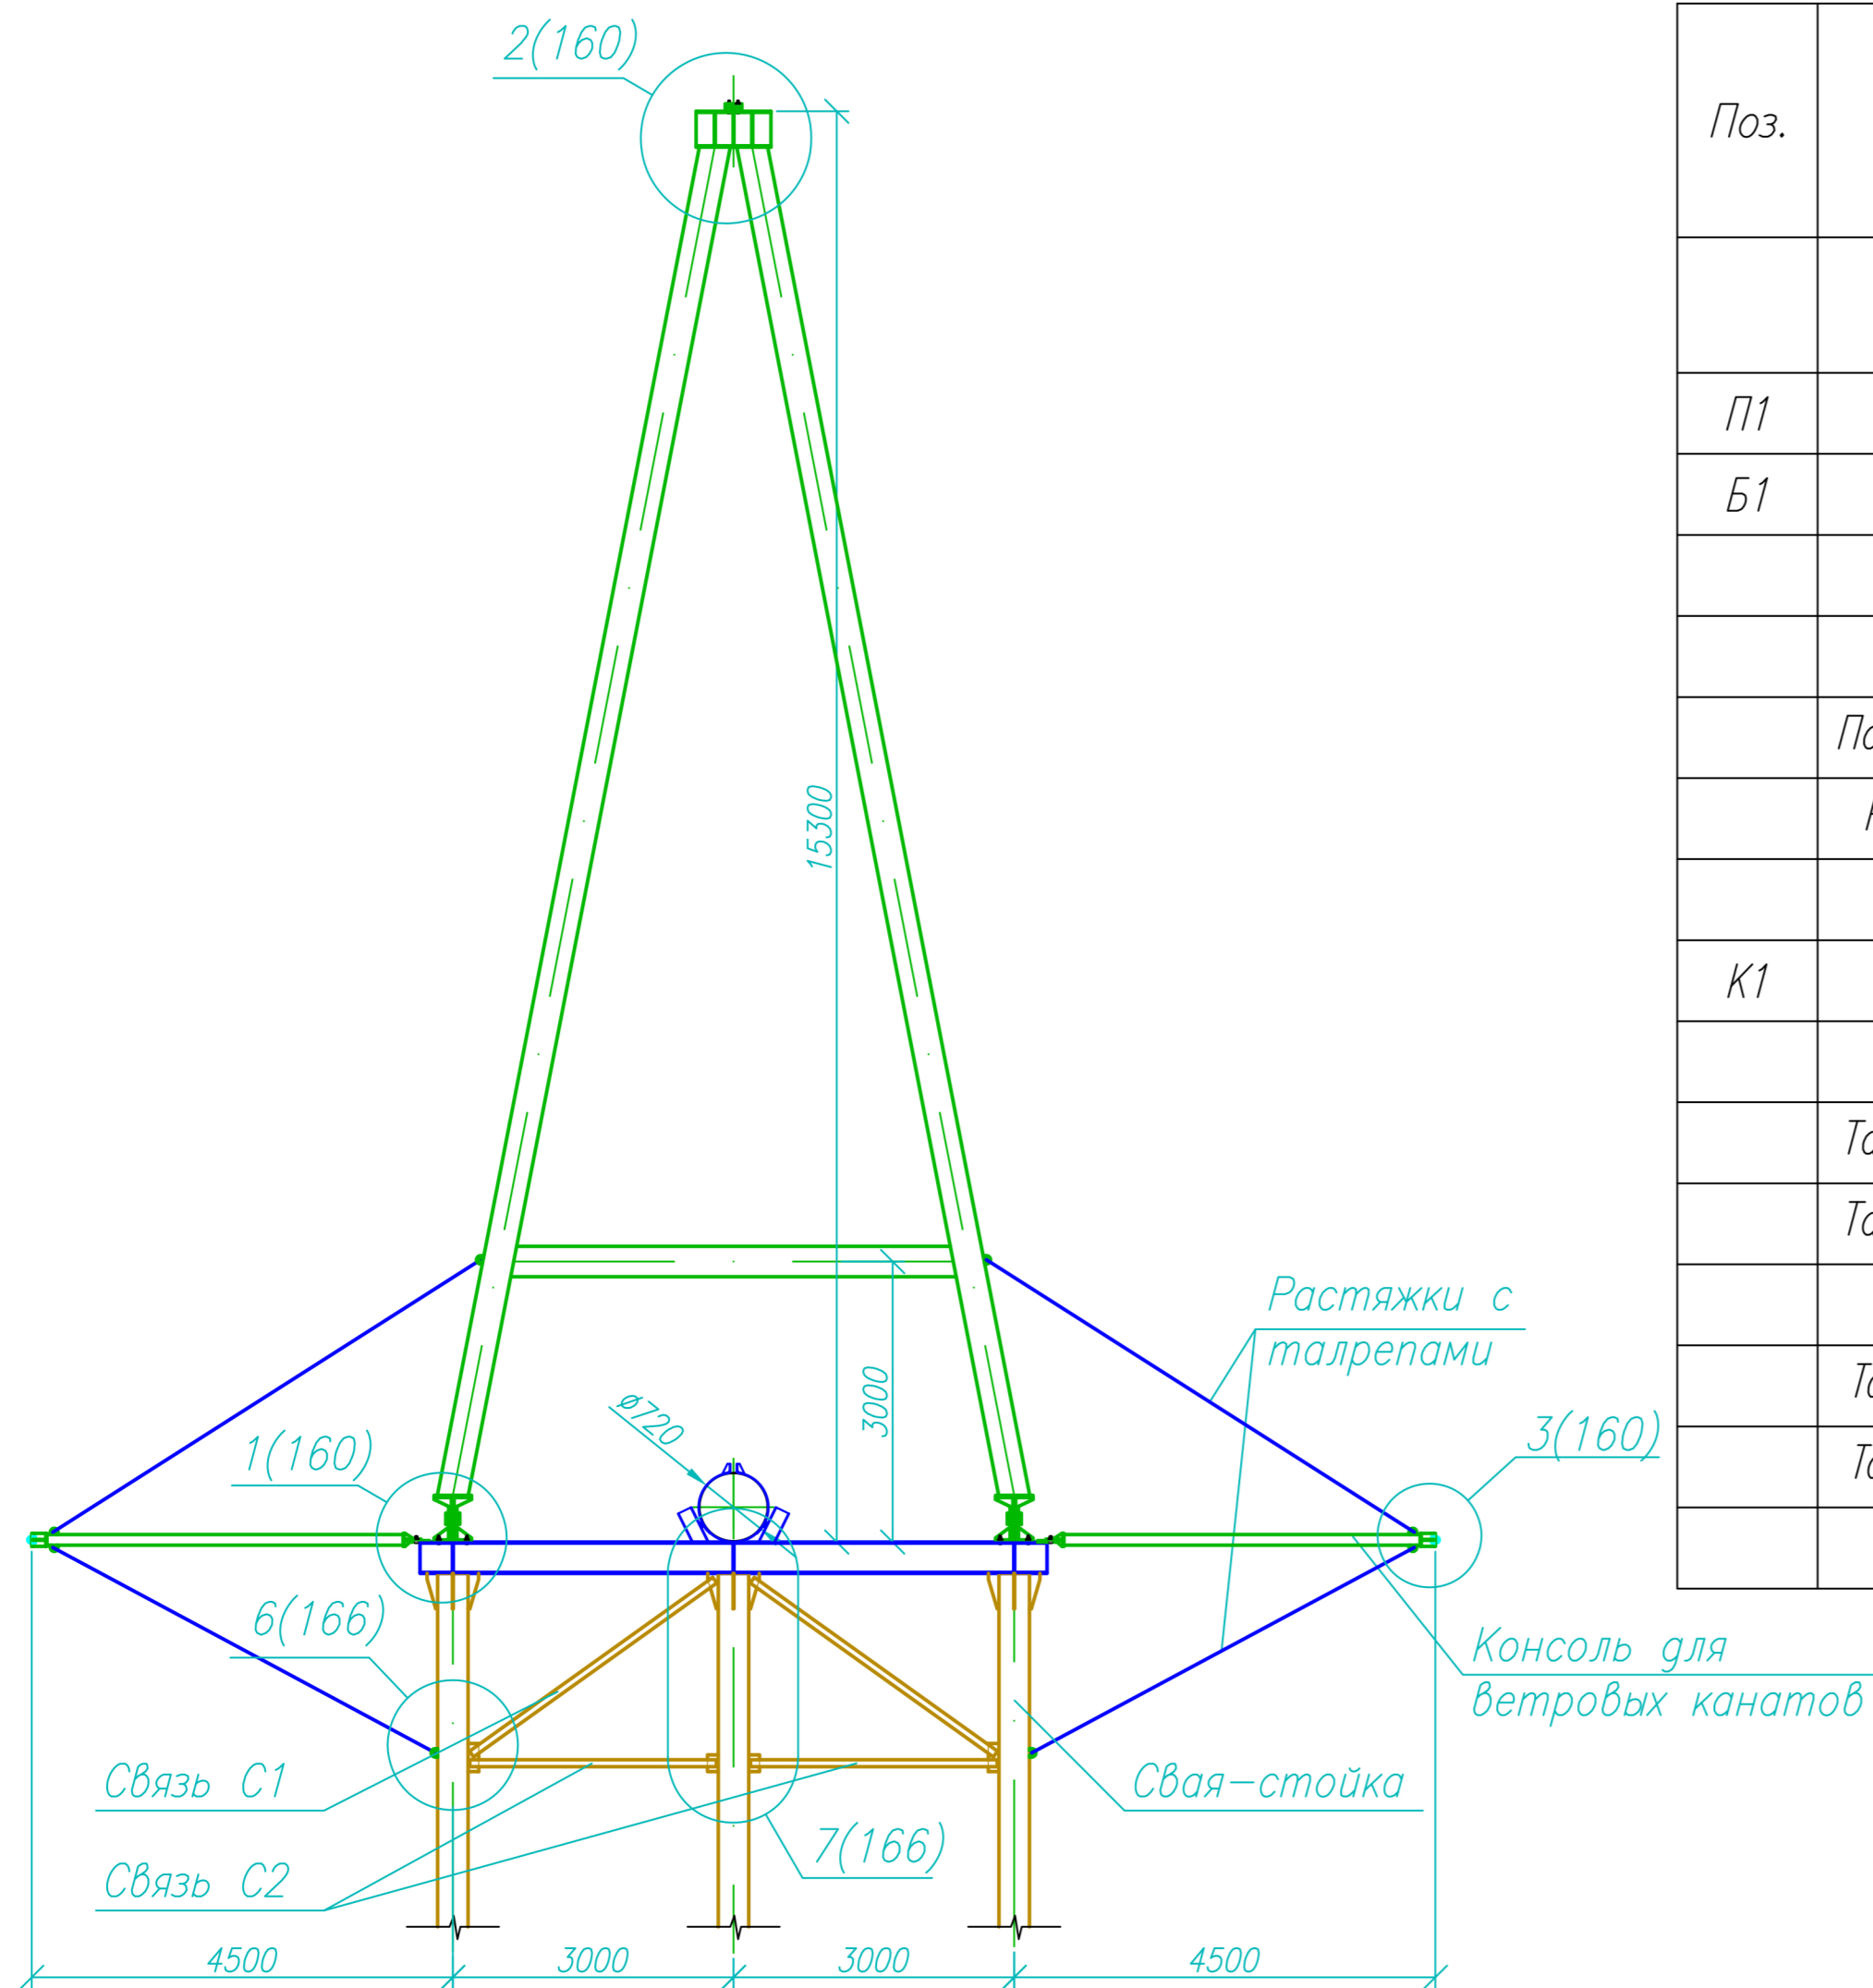 2(160)
Поз.
П1
Б1
15300
К1
Растяжки с
талрепами
3000
⌀720
1(160)
3(160)
6(166)
Консоль для
ветровых канатов
Связь С1
Свая-стойка
7(166)
Связь С2
4500 3000 3000 4500